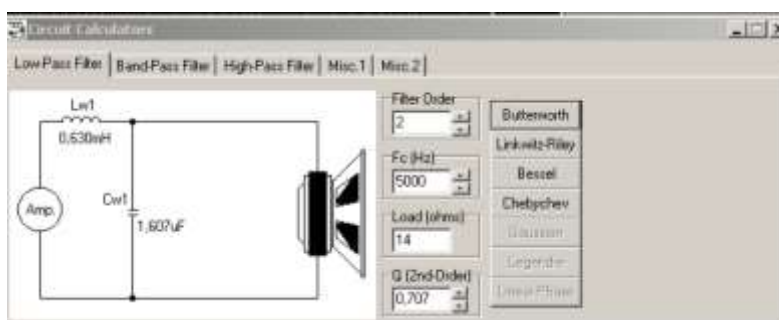 Circuit Calculators
Low-Pass Filter Band-Pass Filter High-Pass Filter Misc.1 Misc.2
Lw1
0,630mH
Amp.
Cw1
1,607uF
Filter Order
2
Fc (Hz)
5000
Load (ohms)
14
Q (2nd-Order)
0,707
Butterworth
Linkwitz-Riley
Bessel
Chebychev
Gaussian
Legendre
Linear-Phase